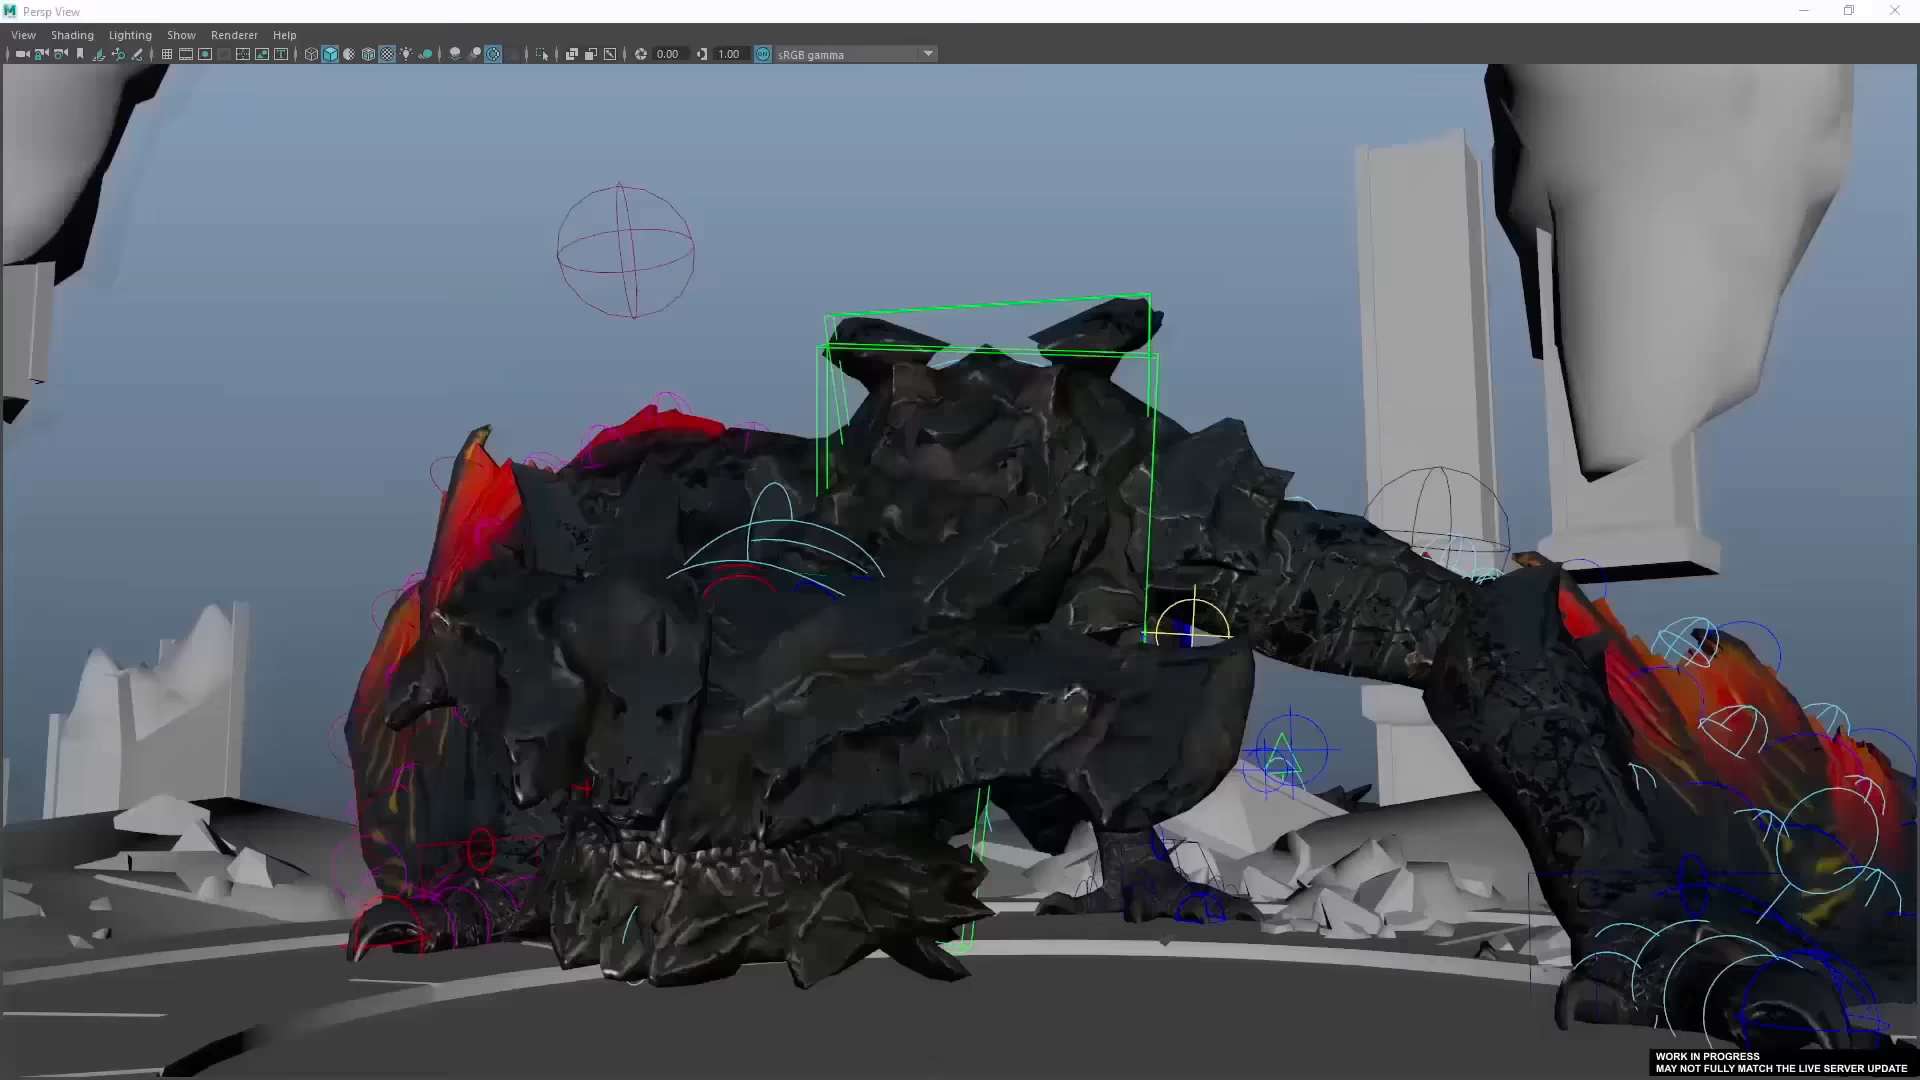 Persp View
View Shading Lighting Show Renderer Help
0.00 1.00 ON sRGB gamma
WORK IN PROGRESS
MAY NOT FULLY MATCH THE LIVE SERVER UPDATE